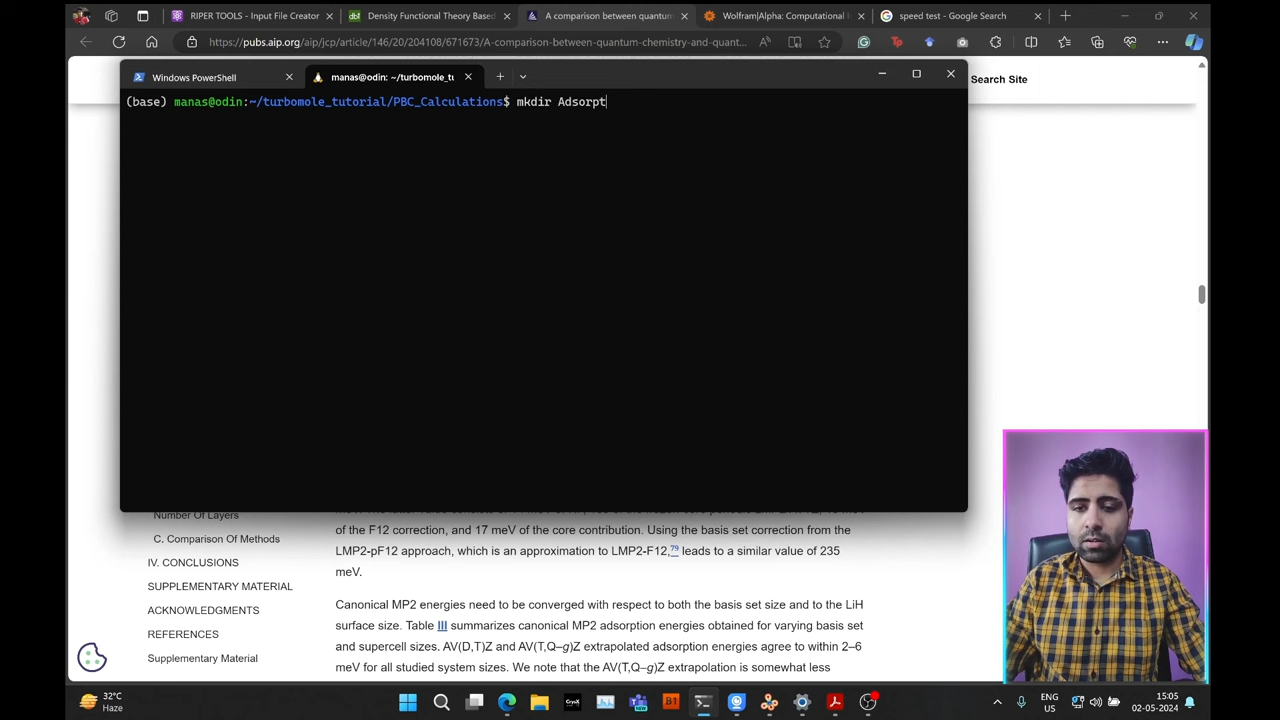 RIPER TOOLS - Input File Creator
Density Functional Theory Based
A comparison between quantum
Wolfram|Alpha: Computational I
speed test - Google Search
https://pubs.aip.org/aip/jcp/article/146/20/204108/671673/A-comparison-between-quantum-chemistry-and-quant...
Search Site
Windows PowerShell
manas@odin: ~/turbomole_tu
(base) manas@odin:~/turbomole_tutorial/PBC_Calculations$ mkdir Adsorpt
Number Of Layers
C. Comparison Of Methods
IV. CONCLUSIONS
SUPPLEMENTARY MATERIAL
ACKNOWLEDGMENTS
REFERENCES
Supplementary Material
of the F12 correction, and 17 meV of the core contribution. Using the basis set correction from the
LMP2-pF12 approach, which is an approximation to LMP2-F12,79 leads to a similar value of 235
meV.
Canonical MP2 energies need to be converged with respect to both the basis set size and to the LiH
surface size. Table III summarizes canonical MP2 adsorption energies obtained for varying basis set
and supercell sizes. AV(D,T)Z and AV(T,Q–g)Z extrapolated adsorption energies agree to within 2–6
meV for all studied system sizes. We note that the AV(T,Q–g)Z extrapolation is somewhat less
32°C
Haze
ENG
US
15:05
02-05-2024